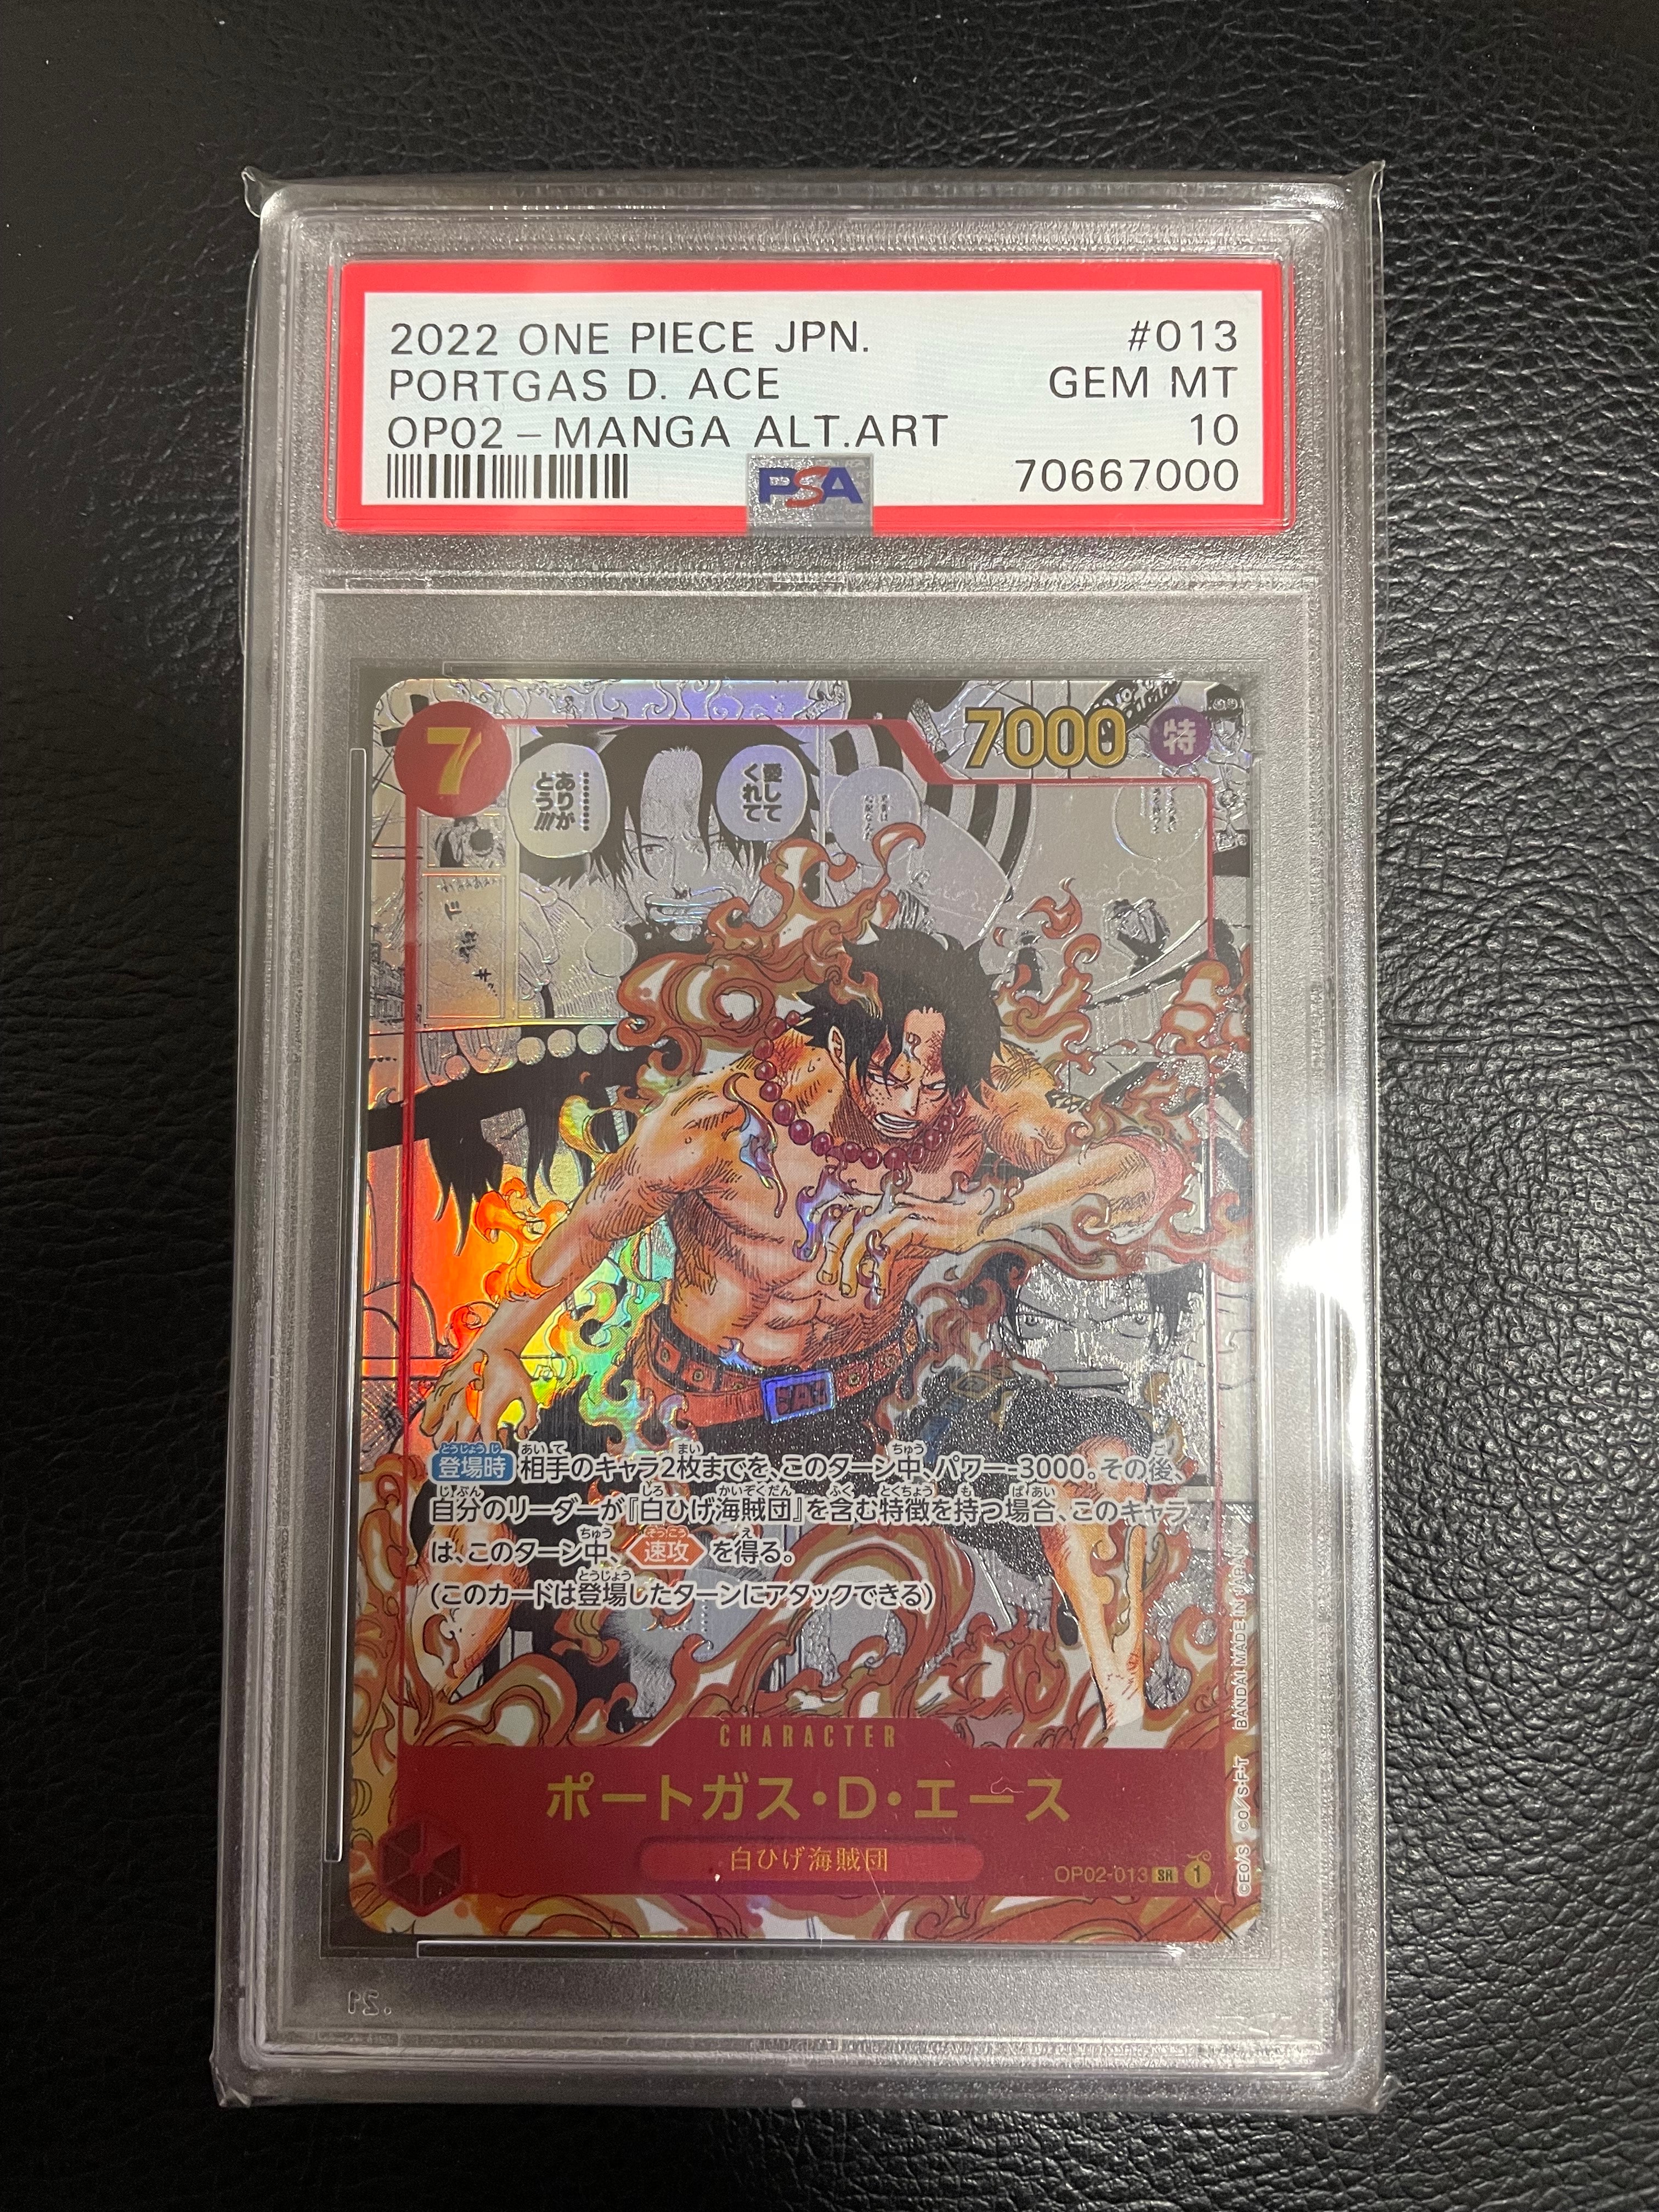 2022 ONE PIECE JPN. #013
PORTGAS D. ACE GEM MT
OP02-MANGA ALT.ART 10
PSA 70667000
7
7000 特
愛して
くれて
………
ありが
とう!!!
BAN
登場時 相手のキャラ2枚までを、このターン中、パワー-3000。その後、
自分のリーダーが『白ひげ海賊団』を含む特徴を持つ場合、このキャラ
は、このターン中、速攻 を得る。
(このカードは登場したターンにアタックできる)
CHARACTER
ポートガス・D・エース
白ひげ海賊団
OP02-013 SR 1
©E.O/S. ©O./S.F.T BANDAI MADE IN JAPAN